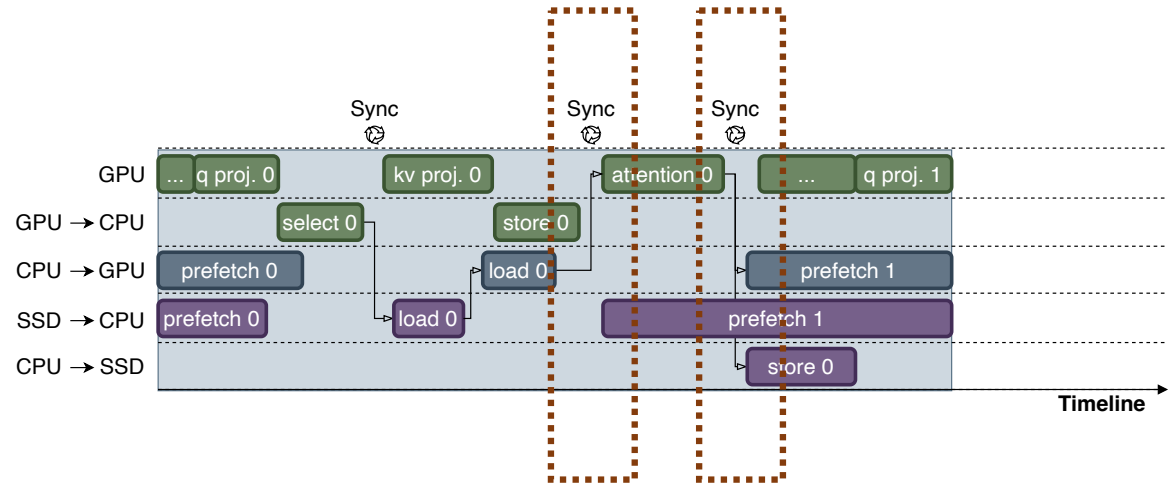 Sync Sync Sync
GPU ... q proj. 0 kv proj. 0 attention 0 ... q proj. 1
GPU → CPU select 0 store 0
CPU → GPU prefetch 0 load 0 prefetch 1
SSD → CPU prefetch 0 load 0 prefetch 1
CPU → SSD store 0
Timeline